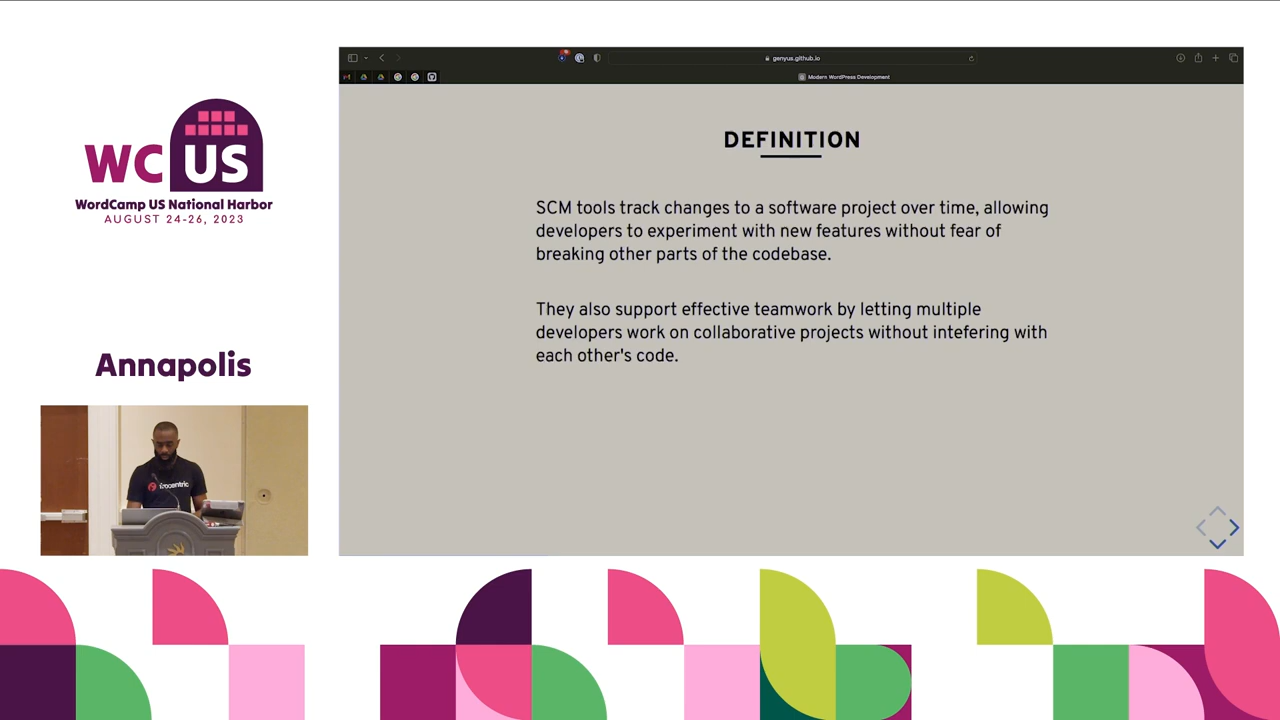 WC US
WordCamp US National Harbor
AUGUST 24-26, 2023
Annapolis
genyus.github.io
Modern WordPress Development
DEFINITION
SCM tools track changes to a software project over time, allowing
developers to experiment with new features without fear of
breaking other parts of the codebase.
They also support effective teamwork by letting multiple
developers work on collaborative projects without intefering with
each other's code.